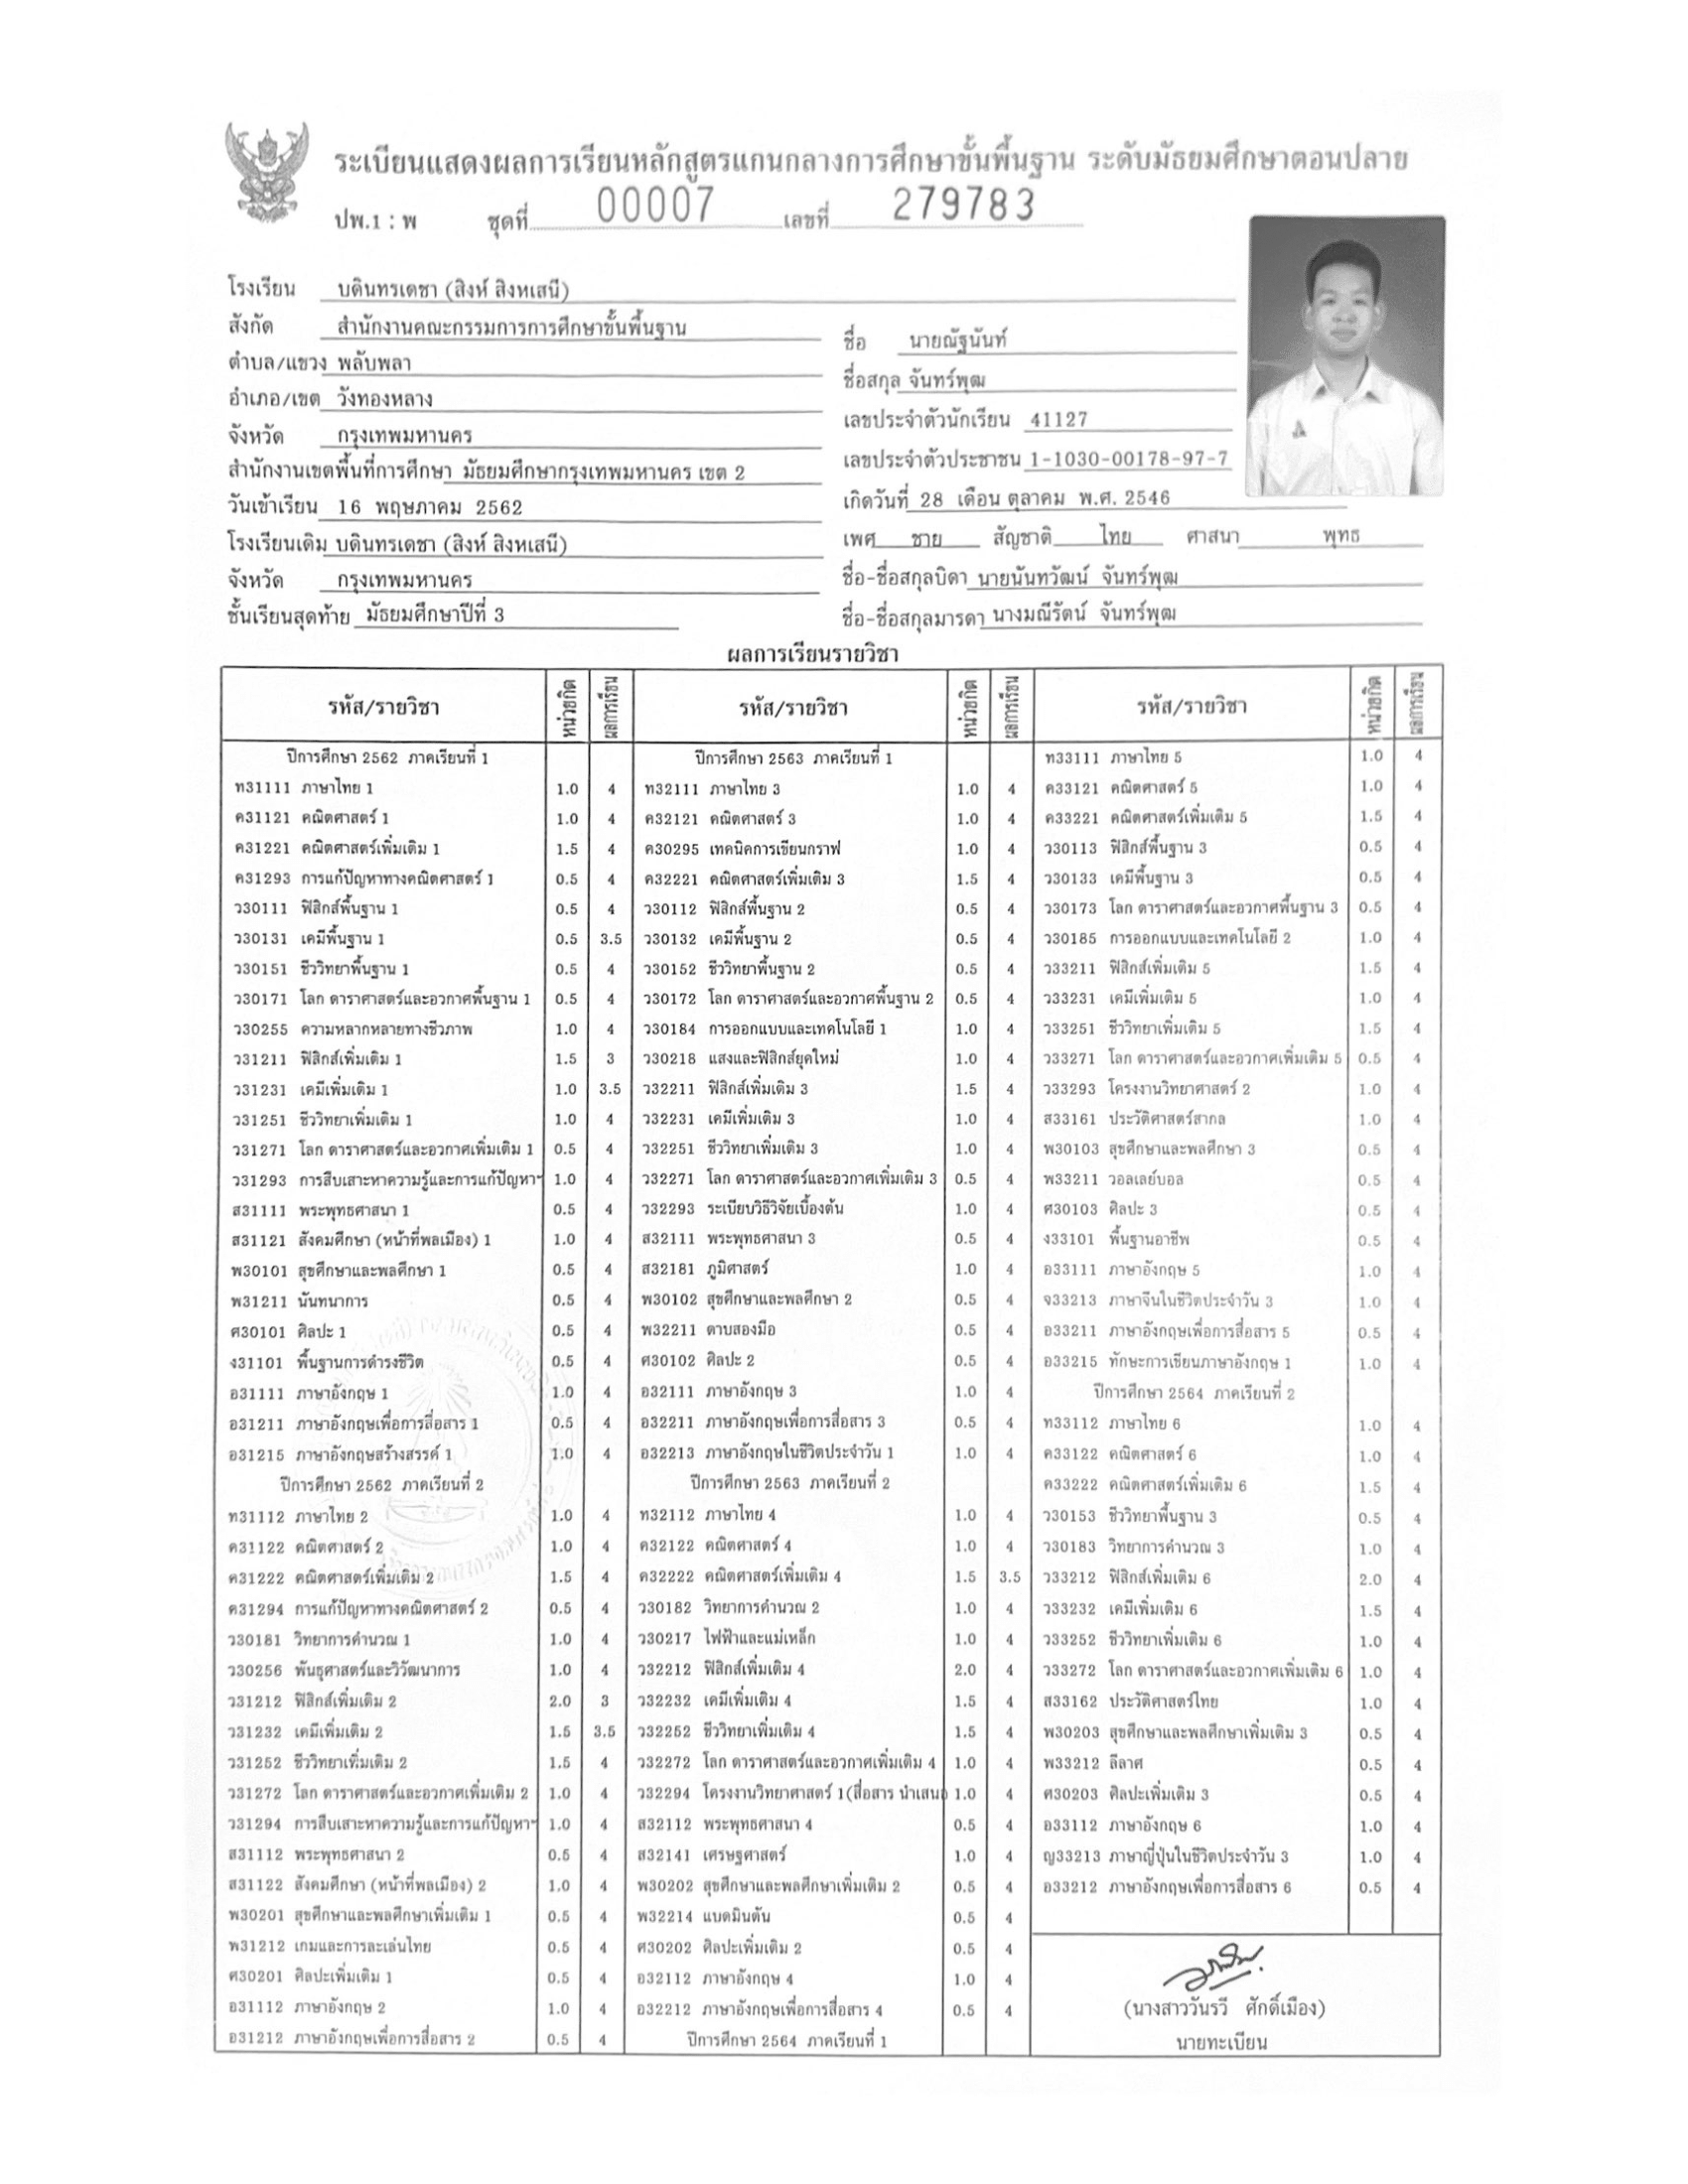 ระเบียนแสดงผลการเรียนหลักสูตรแกนกลางการศึกษาขั้นพื้นฐาน ระดับมัธยมศึกษาตอนปลาย
ปพ.1 : พ ชุดที่ 00007 เลขที่ 279783
โรงเรียน บดินทรเดชา (สิงห์ สิงหเสนี)
สังกัด สำนักงานคณะกรรมการการศึกษาขั้นพื้นฐาน
ตำบล/แขวง พลับพลา
อำเภอ/เขต วังทองหลาง
จังหวัด กรุงเทพมหานคร
สำนักงานเขตพื้นที่การศึกษา มัธยมศึกษากรุงเทพมหานคร เขต 2
วันเข้าเรียน 16 พฤษภาคม 2562
โรงเรียนเดิม บดินทรเดชา (สิงห์ สิงหเสนี)
จังหวัด กรุงเทพมหานคร
ชั้นเรียนสุดท้าย มัธยมศึกษาปีที่ 3
ชื่อ นายณัฐนันท์
ชื่อสกุล จันทร์พุฒ
เลขประจำตัวนักเรียน 41127
เลขประจำตัวประชาชน 1-1030-00178-97-7
เกิดวันที่ 28 เดือน ตุลาคม พ.ศ. 2546
เพศ ชาย สัญชาติ ไทย ศาสนา พุทธ
ชื่อ-ชื่อสกุลบิดา นายนันทวัฒน์ จันทร์พุฒ
ชื่อ-ชื่อสกุลมารดา นางมณีรัตน์ จันทร์พุฒ
ผลการเรียนรายวิชา
รหัส/รายวิชา หน่วยกิต ผลการเรียน
ปีการศึกษา 2562 ภาคเรียนที่ 1
ท31111 ภาษาไทย 1 1.0 4
ค31121 คณิตศาสตร์ 1 1.0 4
ค31221 คณิตศาสตร์เพิ่มเติม 1 1.5 4
ค31293 การแก้ปัญหาทางคณิตศาสตร์ 1 0.5 4
ว30111 ฟิสิกส์พื้นฐาน 1 0.5 4
ว30131 เคมีพื้นฐาน 1 0.5 3.5
ว30151 ชีววิทยาพื้นฐาน 1 0.5 4
ว30171 โลก ดาราศาสตร์และอวกาศพื้นฐาน 1 0.5 4
ว30255 ความหลากหลายทางชีวภาพ 1.0 4
ว31211 ฟิสิกส์เพิ่มเติม 1 1.5 3
ว31231 เคมีเพิ่มเติม 1 1.0 3.5
ว31251 ชีววิทยาเพิ่มเติม 1 1.0 4
ว31271 โลก ดาราศาสตร์และอวกาศเพิ่มเติม 1 0.5 4
ว31293 การสืบเสาะหาความรู้และการแก้ปัญหาฯ 1.0 4
ส31111 พระพุทธศาสนา 1 0.5 4
ส31121 สังคมศึกษา (หน้าที่พลเมือง) 1 1.0 4
พ30101 สุขศึกษาและพลศึกษา 1 0.5 4
พ31211 นันทนาการ 0.5 4
ศ30101 ศิลปะ 1 0.5 4
ง31101 พื้นฐานการดำรงชีวิต 0.5 4
อ31111 ภาษาอังกฤษ 1 1.0 4
อ31211 ภาษาอังกฤษเพื่อการสื่อสาร 1 0.5 4
อ31215 ภาษาอังกฤษสร้างสรรค์ 1 1.0 4
ปีการศึกษา 2562 ภาคเรียนที่ 2
ท31112 ภาษาไทย 2 1.0 4
ค31122 คณิตศาสตร์ 2 1.0 4
ค31222 คณิตศาสตร์เพิ่มเติม 2 1.5 4
ค31294 การแก้ปัญหาทางคณิตศาสตร์ 2 0.5 4
ว30181 วิทยาการคำนวณ 1 1.0 4
ว30256 พันธุศาสตร์และวิวัฒนาการ 1.0 4
ว31212 ฟิสิกส์เพิ่มเติม 2 2.0 3
ว31232 เคมีเพิ่มเติม 2 1.5 3.5
ว31252 ชีววิทยาเพิ่มเติม 2 1.5 4
ว31272 โลก ดาราศาสตร์และอวกาศเพิ่มเติม 2 1.0 4
ว31294 การสืบเสาะหาความรู้และการแก้ปัญหาฯ 1.0 4
ส31112 พระพุทธศาสนา 2 0.5 4
ส31122 สังคมศึกษา (หน้าที่พลเมือง) 2 1.0 4
พ30201 สุขศึกษาและพลศึกษาเพิ่มเติม 1 0.5 4
พ31212 เกมและการละเล่นไทย 0.5 4
ศ30201 ศิลปะเพิ่มเติม 1 0.5 4
อ31112 ภาษาอังกฤษ 2 1.0 4
อ31212 ภาษาอังกฤษเพื่อการสื่อสาร 2 0.5 4
รหัส/รายวิชา หน่วยกิต ผลการเรียน
ปีการศึกษา 2563 ภาคเรียนที่ 1
ท32111 ภาษาไทย 3 1.0 4
ค32121 คณิตศาสตร์ 3 1.0 4
ค30295 เทคนิคการเขียนกราฟ 1.0 4
ค32221 คณิตศาสตร์เพิ่มเติม 3 1.5 4
ว30112 ฟิสิกส์พื้นฐาน 2 0.5 4
ว30132 เคมีพื้นฐาน 2 0.5 4
ว30152 ชีววิทยาพื้นฐาน 2 0.5 4
ว30172 โลก ดาราศาสตร์และอวกาศพื้นฐาน 2 0.5 4
ว30184 การออกแบบและเทคโนโลยี 1 1.0 4
ว30218 แสงและฟิสิกส์ยุคใหม่ 1.0 4
ว32211 ฟิสิกส์เพิ่มเติม 3 1.5 4
ว32231 เคมีเพิ่มเติม 3 1.0 4
ว32251 ชีววิทยาเพิ่มเติม 3 1.0 4
ว32271 โลก ดาราศาสตร์และอวกาศเพิ่มเติม 3 0.5 4
ว32293 ระเบียบวิธีวิจัยเบื้องต้น 1.0 4
ส32111 พระพุทธศาสนา 3 0.5 4
ส32181 ภูมิศาสตร์ 1.0 4
พ30102 สุขศึกษาและพลศึกษา 2 0.5 4
พ32211 ดาบสองมือ 0.5 4
ศ30102 ศิลปะ 2 0.5 4
อ32111 ภาษาอังกฤษ 3 1.0 4
อ32211 ภาษาอังกฤษเพื่อการสื่อสาร 3 0.5 4
อ32213 ภาษาอังกฤษในชีวิตประจำวัน 1 1.0 4
ปีการศึกษา 2563 ภาคเรียนที่ 2
ท32112 ภาษาไทย 4 1.0 4
ค32122 คณิตศาสตร์ 4 1.0 4
ค32222 คณิตศาสตร์เพิ่มเติม 4 1.5 3.5
ว30182 วิทยาการคำนวณ 2 1.0 4
ว30217 ไฟฟ้าและแม่เหล็ก 1.0 4
ว32212 ฟิสิกส์เพิ่มเติม 4 2.0 4
ว32232 เคมีเพิ่มเติม 4 1.5 4
ว32252 ชีววิทยาเพิ่มเติม 4 1.5 4
ว32272 โลก ดาราศาสตร์และอวกาศเพิ่มเติม 4 1.0 4
ว32294 โครงงานวิทยาศาสตร์ 1(สื่อสาร นำเสนอ 1.0 4
ส32112 พระพุทธศาสนา 4 0.5 4
ส32141 เศรษฐศาสตร์ 1.0 4
พ30202 สุขศึกษาและพลศึกษาเพิ่มเติม 2 0.5 4
พ32214 แบดมินตัน 0.5 4
ศ30202 ศิลปะเพิ่มเติม 2 0.5 4
อ32112 ภาษาอังกฤษ 4 1.0 4
อ32212 ภาษาอังกฤษเพื่อการสื่อสาร 4 0.5 4
ปีการศึกษา 2564 ภาคเรียนที่ 1
รหัส/รายวิชา หน่วยกิต ผลการเรียน
ท33111 ภาษาไทย 5 1.0 4
ค33121 คณิตศาสตร์ 5 1.0 4
ค33221 คณิตศาสตร์เพิ่มเติม 5 1.5 4
ว30113 ฟิสิกส์พื้นฐาน 3 0.5 4
ว30133 เคมีพื้นฐาน 3 0.5 4
ว30173 โลก ดาราศาสตร์และอวกาศพื้นฐาน 3 0.5 4
ว30185 การออกแบบและเทคโนโลยี 2 1.0 4
ว33211 ฟิสิกส์เพิ่มเติม 5 1.5 4
ว33231 เคมีเพิ่มเติม 5 1.0 4
ว33251 ชีววิทยาเพิ่มเติม 5 1.5 4
ว33271 โลก ดาราศาสตร์และอวกาศเพิ่มเติม 5 0.5 4
ว33293 โครงงานวิทยาศาสตร์ 2 1.0 4
ส33161 ประวัติศาสตร์สากล 1.0 4
พ30103 สุขศึกษาและพลศึกษา 3 0.5 4
พ33211 วอลเลย์บอล 0.5 4
ศ30103 ศิลปะ 3 0.5 4
ง33101 พื้นฐานอาชีพ 0.5 4
อ33111 ภาษาอังกฤษ 5 1.0 4
จ33213 ภาษาจีนในชีวิตประจำวัน 3 1.0 4
อ33211 ภาษาอังกฤษเพื่อการสื่อสาร 5 0.5 4
อ33215 ทักษะการเขียนภาษาอังกฤษ 1 1.0 4
ปีการศึกษา 2564 ภาคเรียนที่ 2
ท33112 ภาษาไทย 6 1.0 4
ค33122 คณิตศาสตร์ 6 1.0 4
ค33222 คณิตศาสตร์เพิ่มเติม 6 1.5 4
ว30153 ชีววิทยาพื้นฐาน 3 0.5 4
ว30183 วิทยาการคำนวณ 3 1.0 4
ว33212 ฟิสิกส์เพิ่มเติม 6 2.0 4
ว33232 เคมีเพิ่มเติม 6 1.5 4
ว33252 ชีววิทยาเพิ่มเติม 6 1.0 4
ว33272 โลก ดาราศาสตร์และอวกาศเพิ่มเติม 6 1.0 4
ส33162 ประวัติศาสตร์ไทย 1.0 4
พ30203 สุขศึกษาและพลศึกษาเพิ่มเติม 3 0.5 4
พ33212 ลีลาศ 0.5 4
ศ30203 ศิลปะเพิ่มเติม 3 0.5 4
อ33112 ภาษาอังกฤษ 6 1.0 4
ญ33213 ภาษาญี่ปุ่นในชีวิตประจำวัน 3 1.0 4
อ33212 ภาษาอังกฤษเพื่อการสื่อสาร 6 0.5 4
(นางสาววันรวี ศักดิ์เมือง)
นายทะเบียน